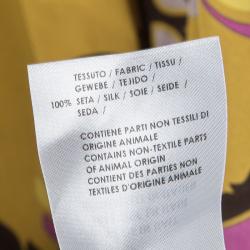 TESSUTO / FABRIC / TISSU /
GEWEBE / TEJIDO /
100% SETA / SILK / SOIE / SEIDE /
SEDA /
CONTIENE PARTI NON TESSILI DI
ORIGINE ANIMALE
CONTAINS NON-TEXTILE PARTS
OF ANIMAL ORIGIN
CONTIENT DES PARTIES NON
TEXTILES D'ORIGINE ANIMALE